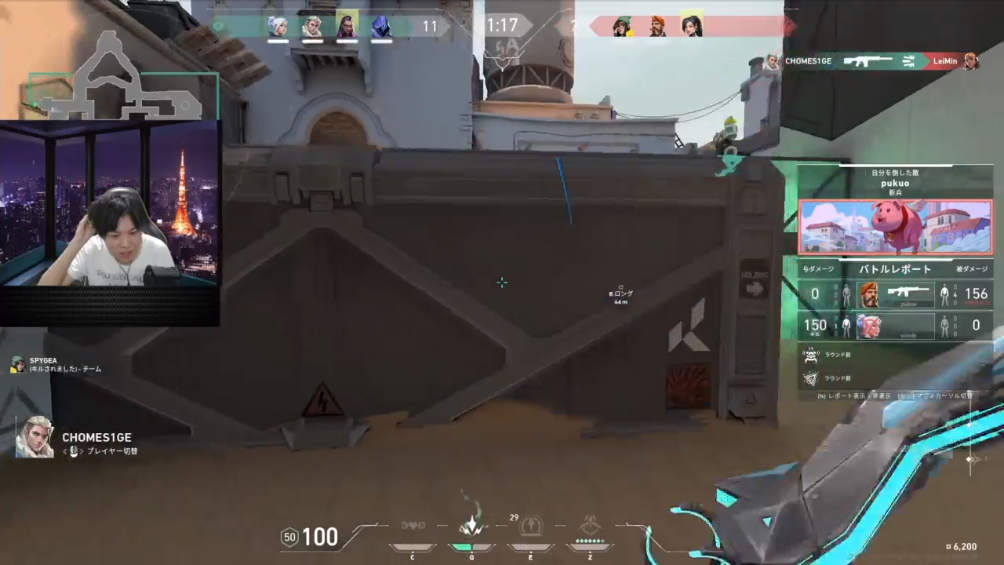 11
1:17
7
CHOMES1GE
LeiMin
自分を倒した敵
pukuo
新兵
与ダメージ
バトルレポート
被ダメージ
0
156
150
0
ラウンド前
ラウンド前
ロング
44 m
SPYGEA
(キルされました) - チーム
CHOMES1GE
プレイヤー切替
50
100
29
C
Q
E
Z
6,200